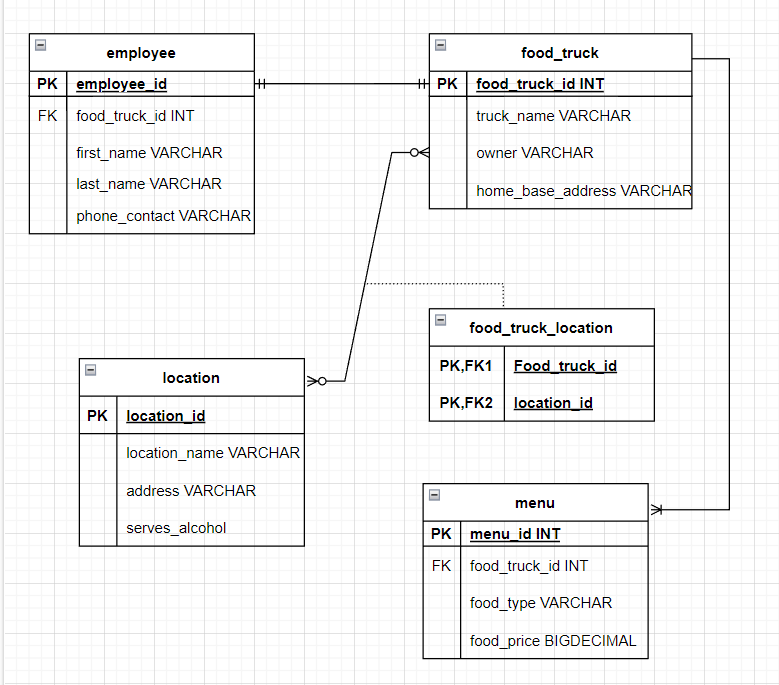 employee
PK employee_id
FK food_truck_id INT
first_name VARCHAR
last_name VARCHAR
phone_contact VARCHAR
food_truck
PK food_truck_id INT
truck_name VARCHAR
owner VARCHAR
home_base_address VARCHAR
food_truck_location
PK,FK1 Food_truck_id
PK,FK2 location_id
location
PK location_id
location_name VARCHAR
address VARCHAR
serves_alcohol
menu
PK menu_id INT
FK food_truck_id INT
food_type VARCHAR
food_price BIGDECIMAL